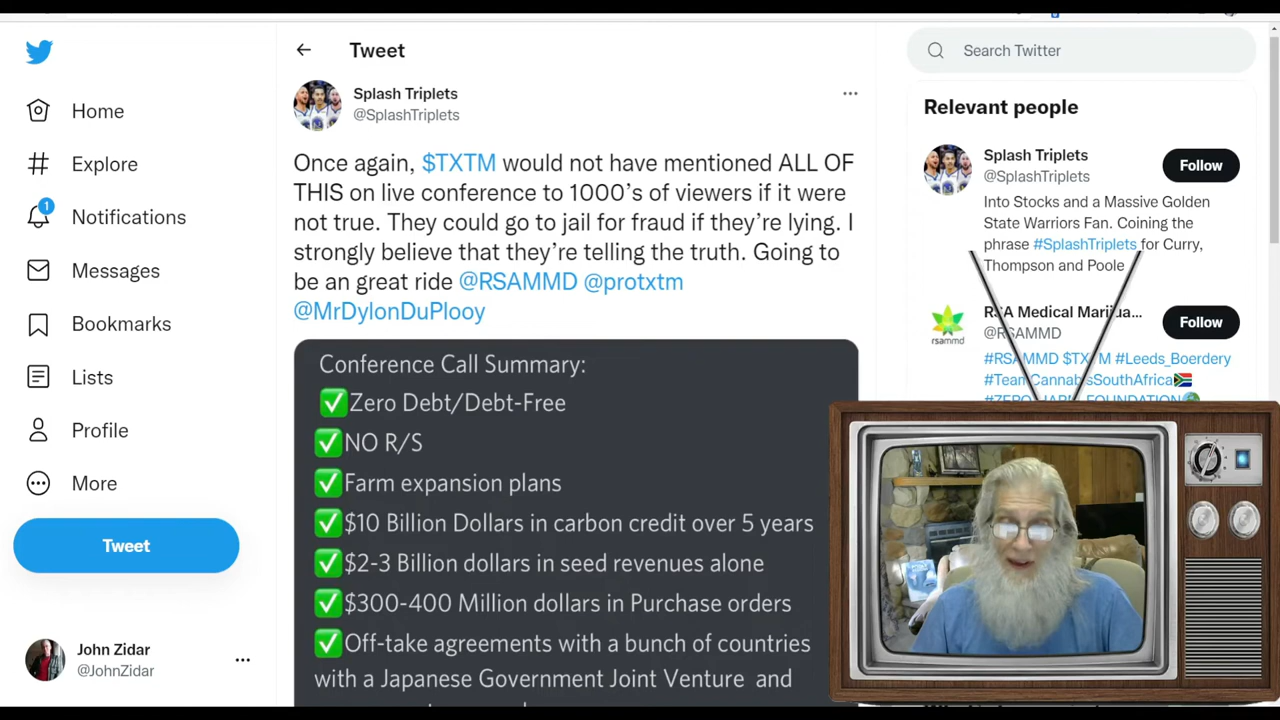 Home
Explore
1
Notifications
Messages
Bookmarks
Lists
Profile
More
Tweet
John Zidar
@JohnZidar
Tweet
Splash Triplets
@SplashTriplets
Once again, $TXTM would not have mentioned ALL OF
THIS on live conference to 1000’s of viewers if it were
not true. They could go to jail for fraud if they’re lying. I
strongly believe that they’re telling the truth. Going to
be an great ride @RSAMMD @protxtm
@MrDylonDuPlooy
Conference Call Summary:
✅Zero Debt/Debt-Free
✅NO R/S
✅Farm expansion plans
✅$10 Billion Dollars in carbon credit over 5 years
✅$2-3 Billion dollars in seed revenues alone
✅$300-400 Million dollars in Purchase orders
✅Off-take agreements with a bunch of countries
with a Japanese Government Joint Venture and
Search Twitter
Relevant people
Splash Triplets
@SplashTriplets
Follow
Into Stocks and a Massive Golden
State Warriors Fan. Coining the
phrase #SplashTriplets for Curry,
Thompson and Poole
rsammd
RSA Medical Marijua...
@RSAMMD
Follow
#RSAMMD $TXTM #Leeds_Boerdery
#TeamCannabisSouthAfrica🇿🇦